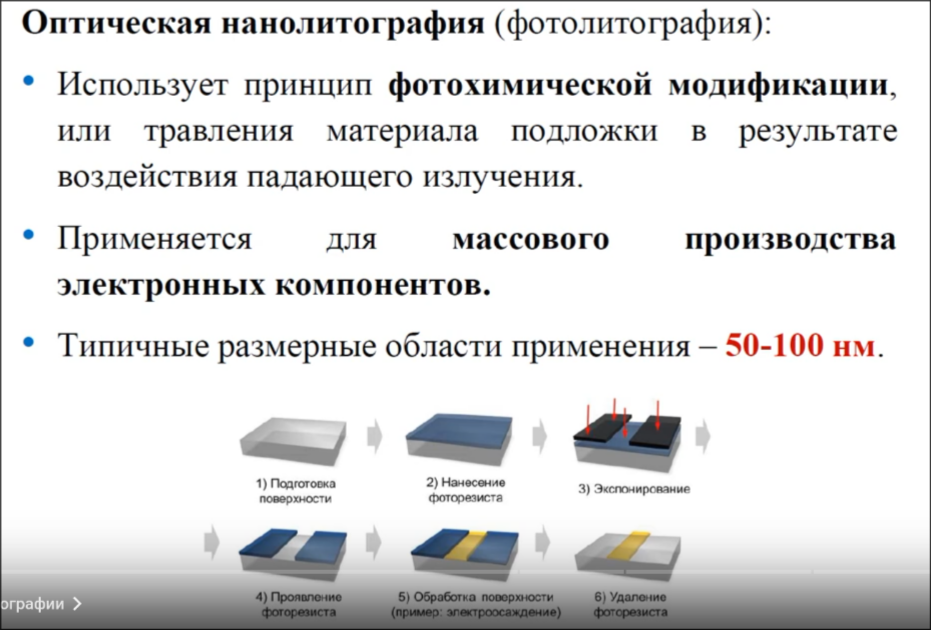 Оптическая нанолитография (фотолитография):
Использует принцип фотохимической модификации,
или травления материала подложки в результате
воздействия падающего излучения.
Применяется для массового производства
электронных компонентов.
Типичные размерные области применения – 50-100 нм.
1) Подготовка
поверхности
2) Нанесение
фоторезиста
3) Экспонирование
4) Проявление
фоторезиста
5) Обработка поверхности
(пример: электроосаждение)
6) Удаление
фоторезиста
ографии